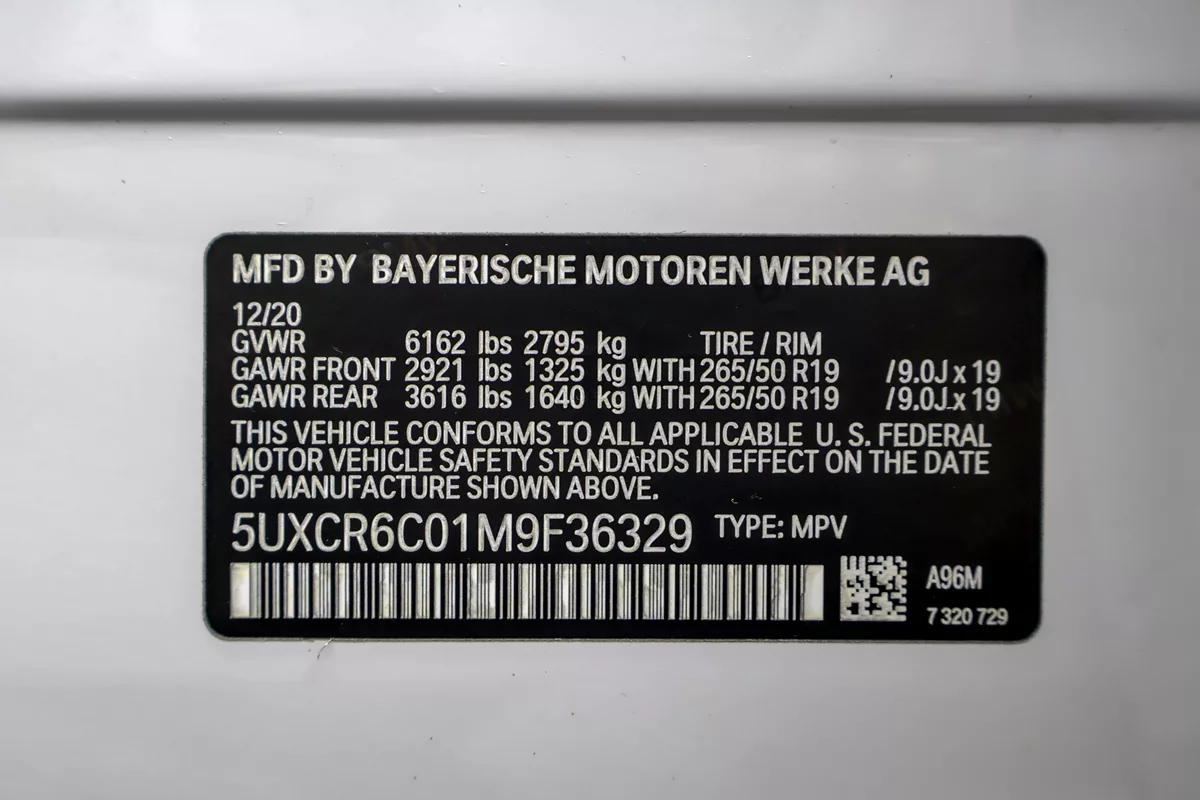 MFD BY BAYERISCHE MOTOREN WERKE AG
12/20
GVWR 6162 lbs 2795 kg TIRE / RIM
GAWR FRONT 2921 lbs 1325 kg WITH 265/50 R19 /9.0J x 19
GAWR REAR 3616 lbs 1640 kg WITH 265/50 R19 /9.0J x 19
THIS VEHICLE CONFORMS TO ALL APPLICABLE U. S. FEDERAL
MOTOR VEHICLE SAFETY STANDARDS IN EFFECT ON THE DATE
OF MANUFACTURE SHOWN ABOVE.
5UXCR6C01M9F36329 TYPE: MPV
A96M
7 320 729